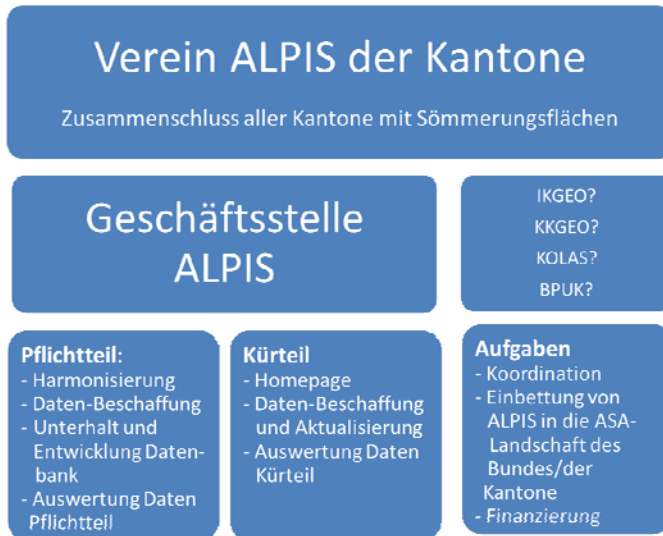 Verein ALPIS der Kantone
Zusammenschluss aller Kantone mit Sömmerungsflächen
Geschäftsstelle
ALPIS
IKGEO?
KKGEO?
KOLAS?
BPUK?
Pflichtteil:
- Harmonisierung
- Daten-Beschaffung
- Unterhalt und
Entwicklung Daten-
bank
- Auswertung Daten
Pflichtteil
Kürteil
- Homepage
- Daten-Beschaffung
und Aktualisierung
- Auswertung Daten
Kürteil
Aufgaben
- Koordination
- Einbettung von
ALPIS in die ASA-
Landschaft des
Bundes/der
Kantone
- Finanzierung